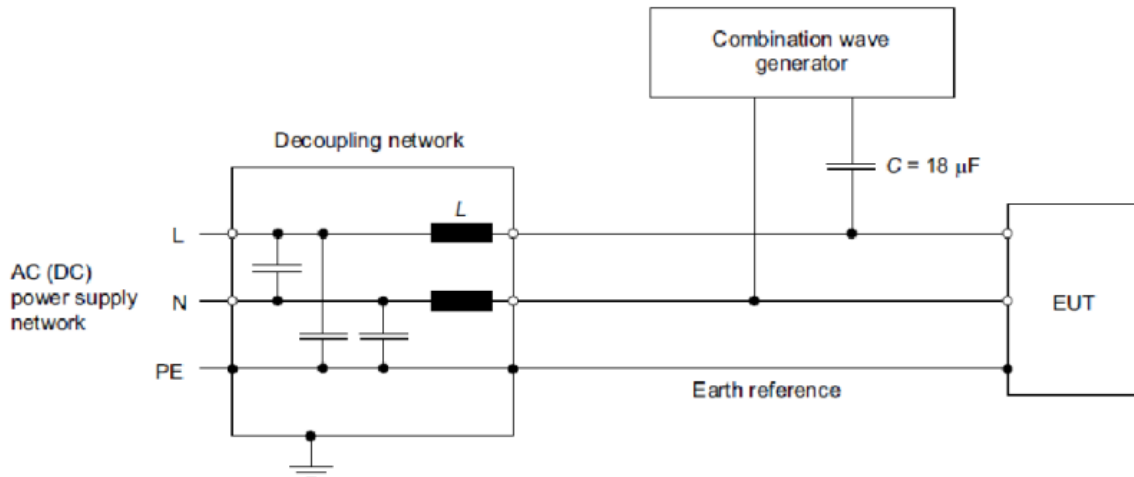 Combination wave
generator
Decoupling network
C = 18 μF
L
L
AC (DC)
power supply
network
N
EUT
PE
Earth reference